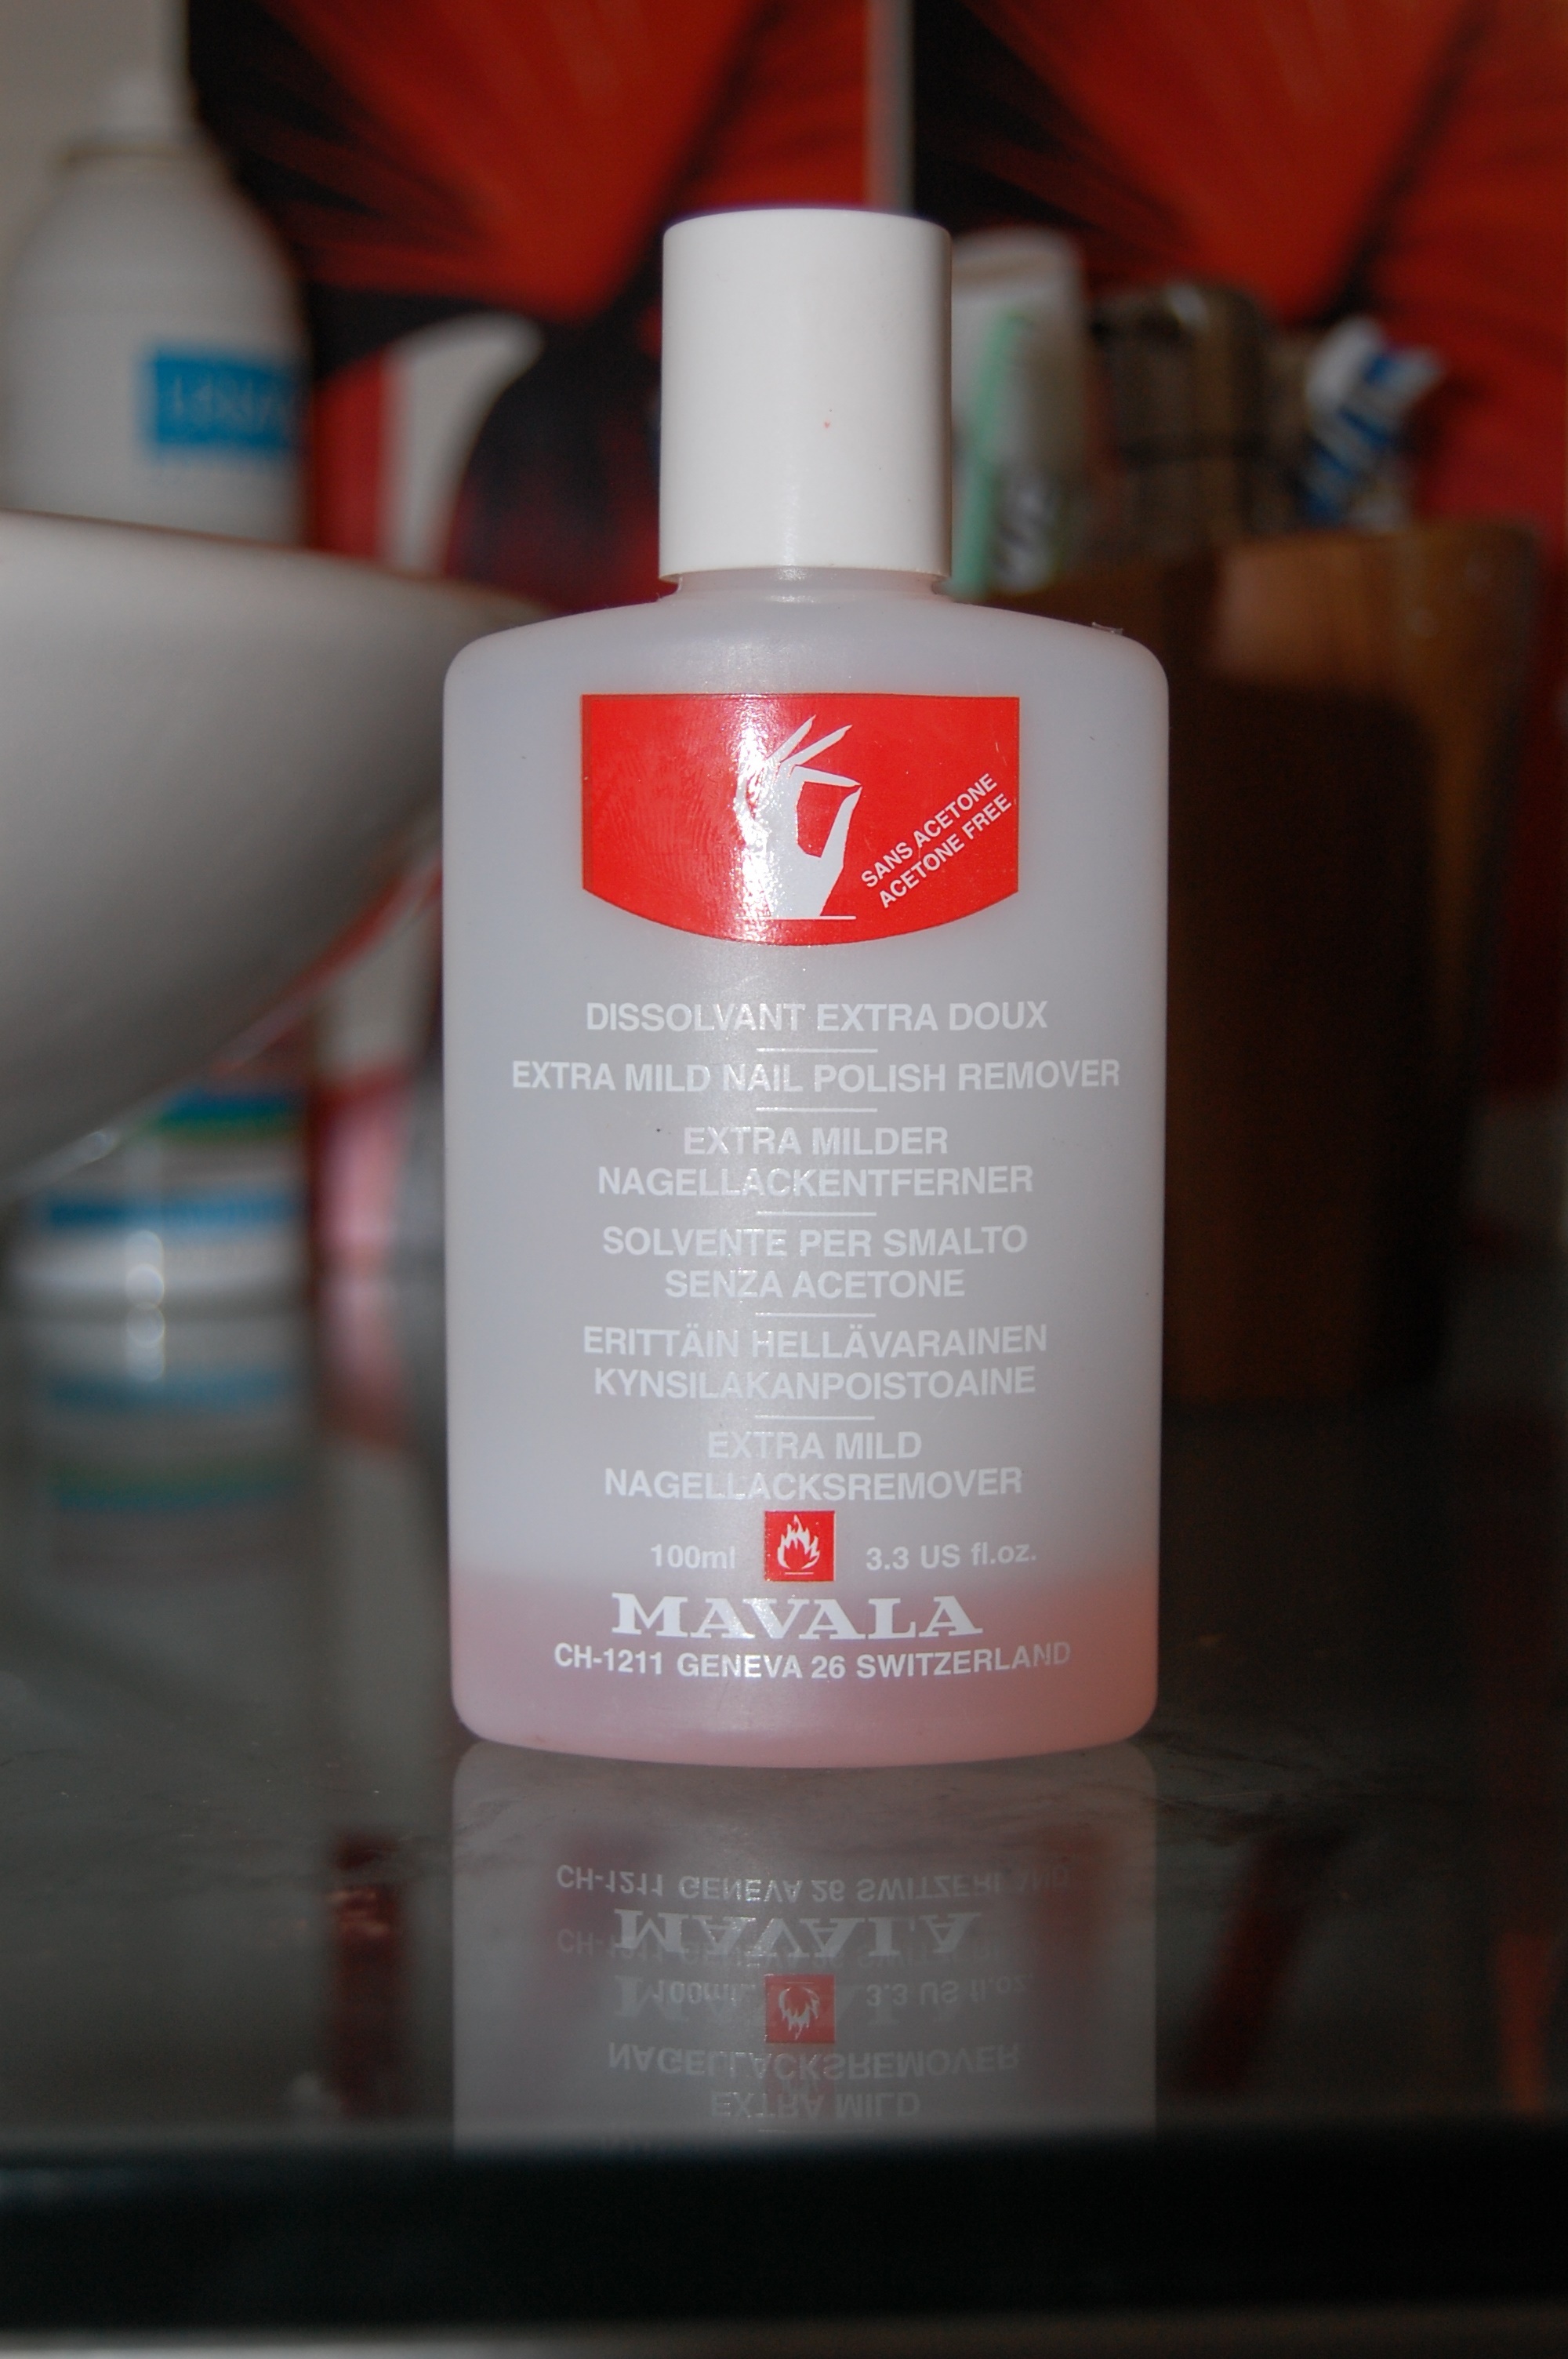 SANS ACETONE
ACETONE FREE
DISSOLVANT EXTRA DOUX
EXTRA MILD NAIL POLISH REMOVER
EXTRA MILDER
NAGELLACKENTFERNER
SOLVENTE PER SMALTO
SENZA ACETONE
ERITTÄIN HELLÄVARAINEN
KYNSILAKANPOISTOAINE
EXTRA MILD
NAGELLACKSREMOVER
100ml 3.3 US fl.oz.
MAVALA
CH-1211 GENEVA 26 SWITZERLAND